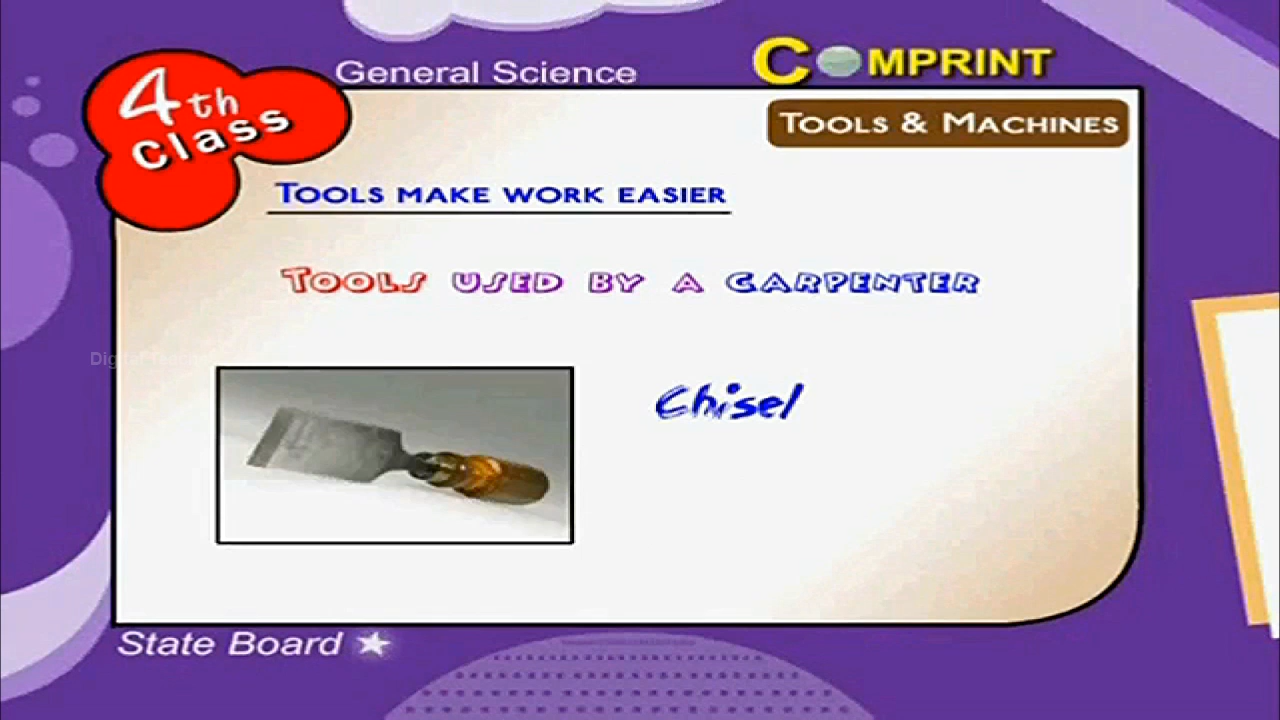 General Science
COMPRINT
4th
Class
TOOLS & MACHINES
TOOLS MAKE WORK EASIER
TOOLS USED BY A CARPENTER
Chisel
State Board